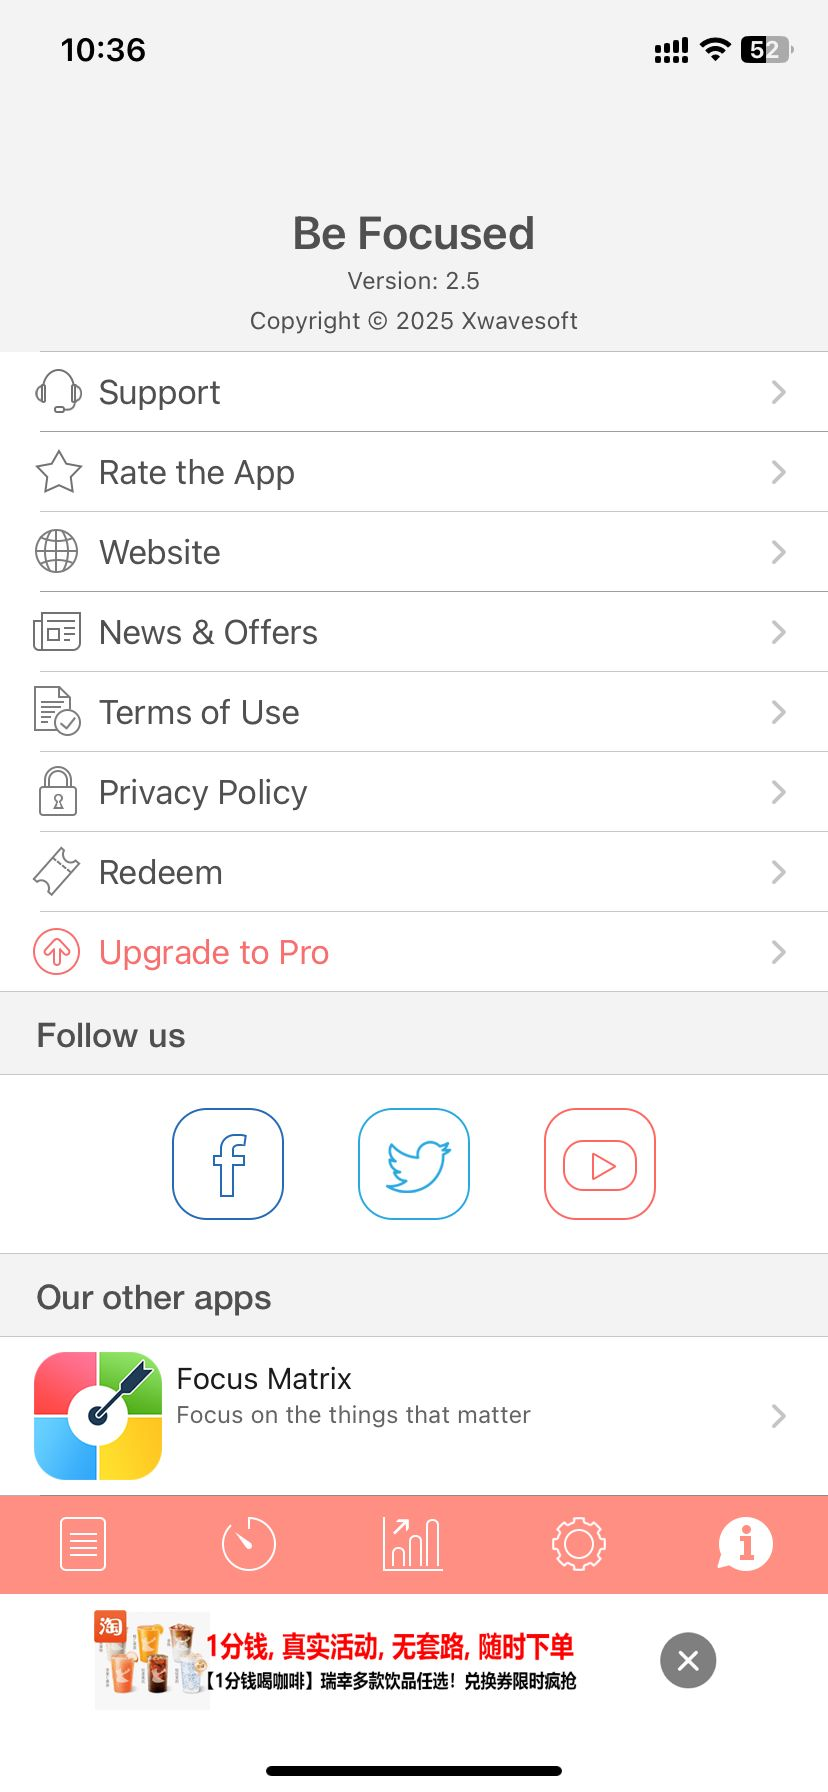 10:36
52
Be Focused
Version: 2.5
Copyright © 2025 Xwavesoft
Support
Rate the App
Website
News & Offers
Terms of Use
Privacy Policy
Redeem
Upgrade to Pro
Follow us
Our other apps
Focus Matrix
Focus on the things that matter
淘
1分钱, 真实活动, 无套路, 随时下单
【1分钱喝咖啡】瑞幸多款饮品任选！兑换券限时疯抢